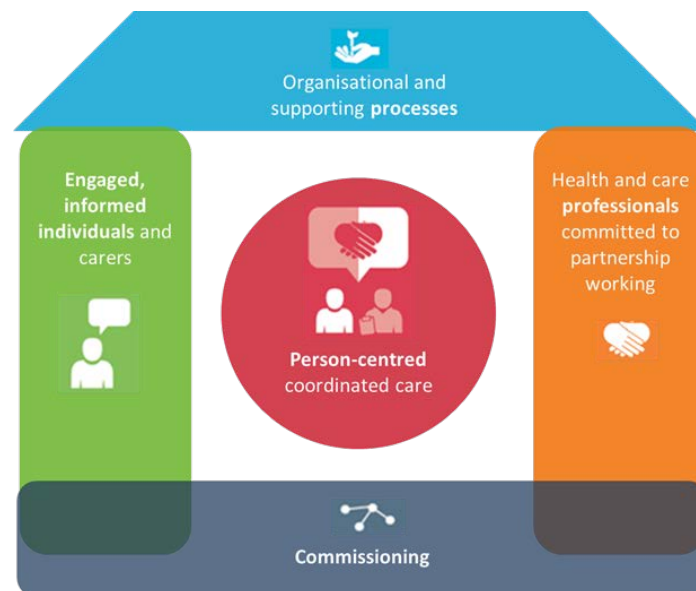 Organisational and
supporting processes
Engaged,
informed
individuals and
carers
Health and care
professionals
committed to
partnership
working
Person-centred
coordinated care
Commissioning